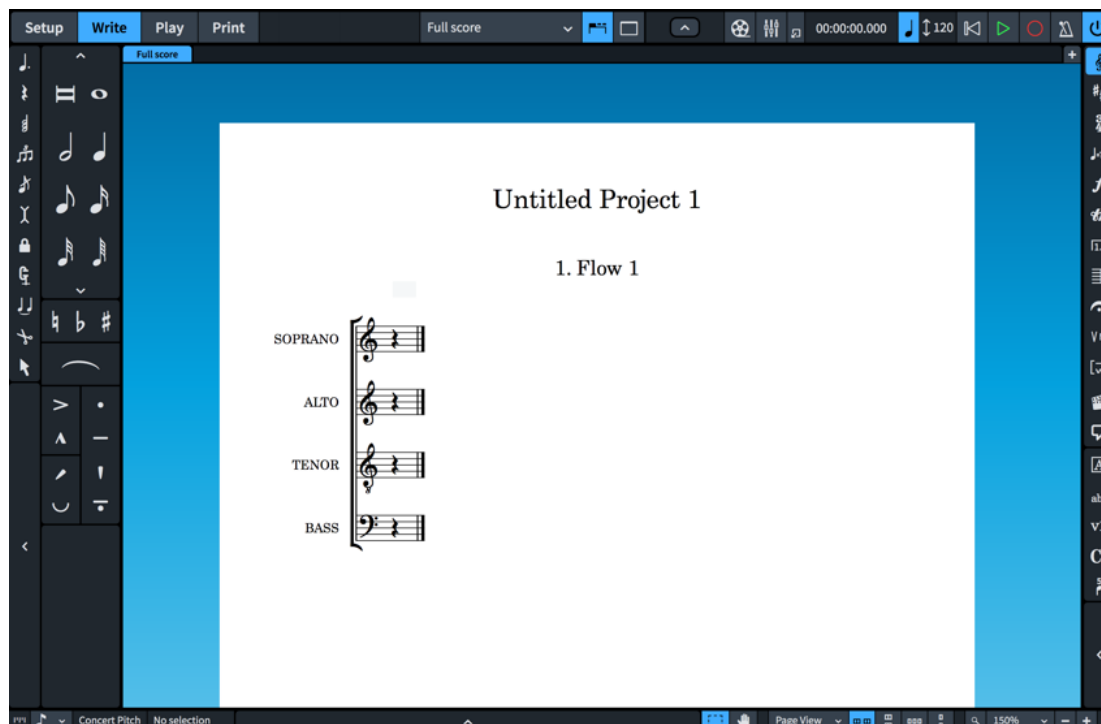 Setup Write Play Print Full score 00:00:00.000 120
Full score
Untitled Project 1
1. Flow 1
SOPRANO
ALTO
TENOR
BASS
Concert Pitch No selection Page View 150%